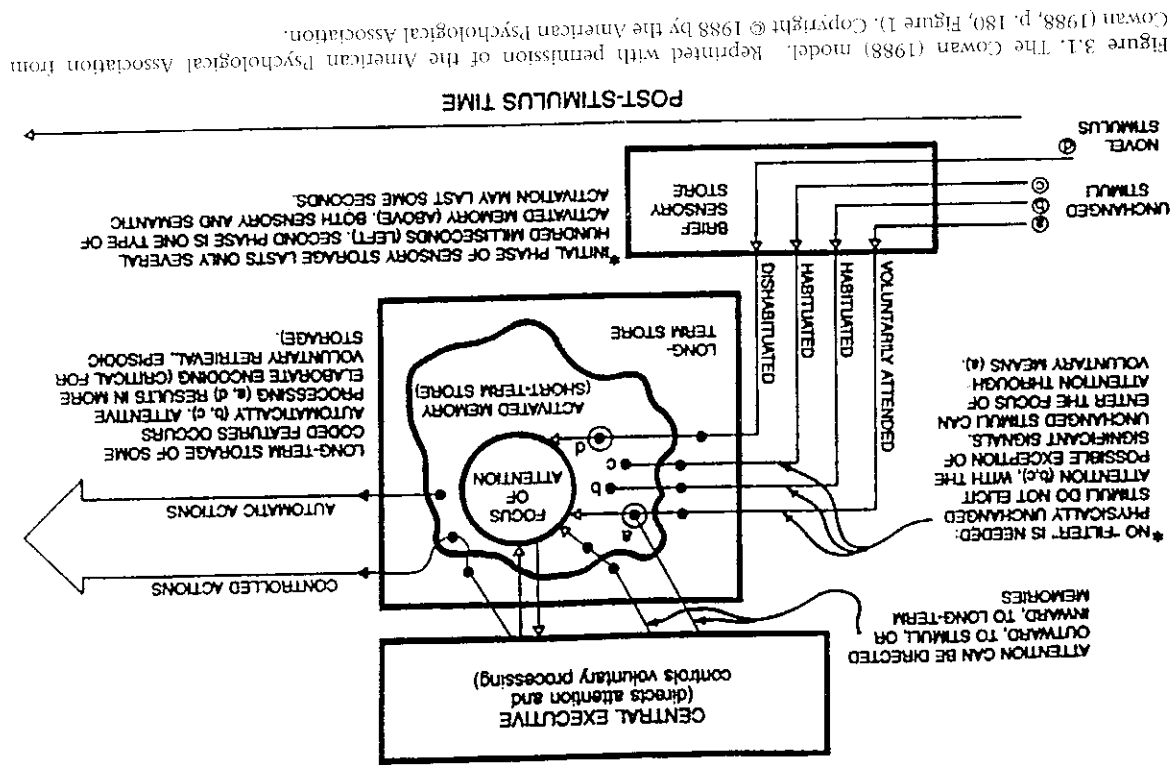 CENTRAL EXECUTIVE
(directs attention and
controls voluntary processing)
ATTENTION CAN BE DIRECTED
OUTWARD, TO STIMULI, OR
INWARD, TO LONG-TERM
MEMORIES
* NO "FILTER" IS NEEDED:
PHYSICALLY UNCHANGED
STIMULI DO NOT ELICIT
ATTENTION (b,c), WITH THE
POSSIBLE EXCEPTION OF
SIGNIFICANT SIGNALS.
UNCHANGED STIMULI CAN
ENTER THE FOCUS OF
ATTENTION THROUGH
VOLUNTARY MEANS (a).
CONTROLLED ACTIONS
AUTOMATIC ACTIONS
a
b
c
d
FOCUS
OF
ATTENTION
ACTIVATED MEMORY
(SHORT-TERM STORE)
LONG-
TERM STORE
LONG-TERM STORAGE OF SOME
CODED FEATURES OCCURS
AUTOMATICALLY (b, c). ATTENTIVE
PROCESSING (a, d) RESULTS IN MORE
ELABORATE ENCODING (CRITICAL FOR
VOLUNTARY RETRIEVAL, EPISODIC
STORAGE).
VOLUNTARILY ATTENDED
HABITUATED
HABITUATED
DISHABITUATED
*INITIAL PHASE OF SENSORY STORAGE LASTS ONLY SEVERAL
HUNDRED MILLISECONDS (LEFT). SECOND PHASE IS ONE TYPE OF
ACTIVATED MEMORY (ABOVE). BOTH SENSORY AND SEMANTIC
ACTIVATION MAY LAST SOME SECONDS.
BRIEF
SENSORY
STORE
UNCHANGED
STIMULI
a
b
c
NOVEL
STIMULUS
d
POST-STIMULUS TIME
Figure 3.1. The Cowan (1988) model. Reprinted with permission of the American Psychological Association from
Cowan (1988, p. 180, Figure 1). Copyright © 1988 by the American Psychological Association.